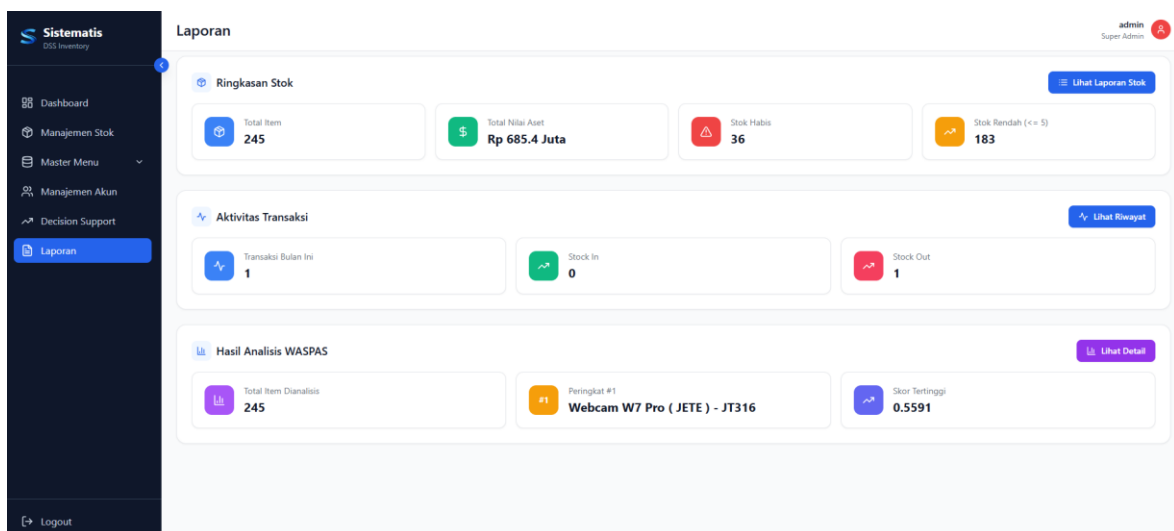 Sistematis
DSS Inventory
Dashboard
Manajemen Stok
Master Menu
Manajemen Akun
Decision Support
Laporan
Logout
Laporan
admin
Super Admin
Ringkasan Stok
Lihat Laporan Stok
Total Item
245
$
Total Nilai Aset
Rp 685.4 Juta
Stok Habis
36
Stok Rendah (<= 5)
183
Aktivitas Transaksi
Lihat Riwayat
Transaksi Bulan Ini
1
Stock In
0
Stock Out
1
Hasil Analisis WASPAS
Lihat Detail
Total Item Dianalisis
245
#1
Peringkat #1
Webcam W7 Pro ( JETE ) - JT316
Skor Tertinggi
0.5591